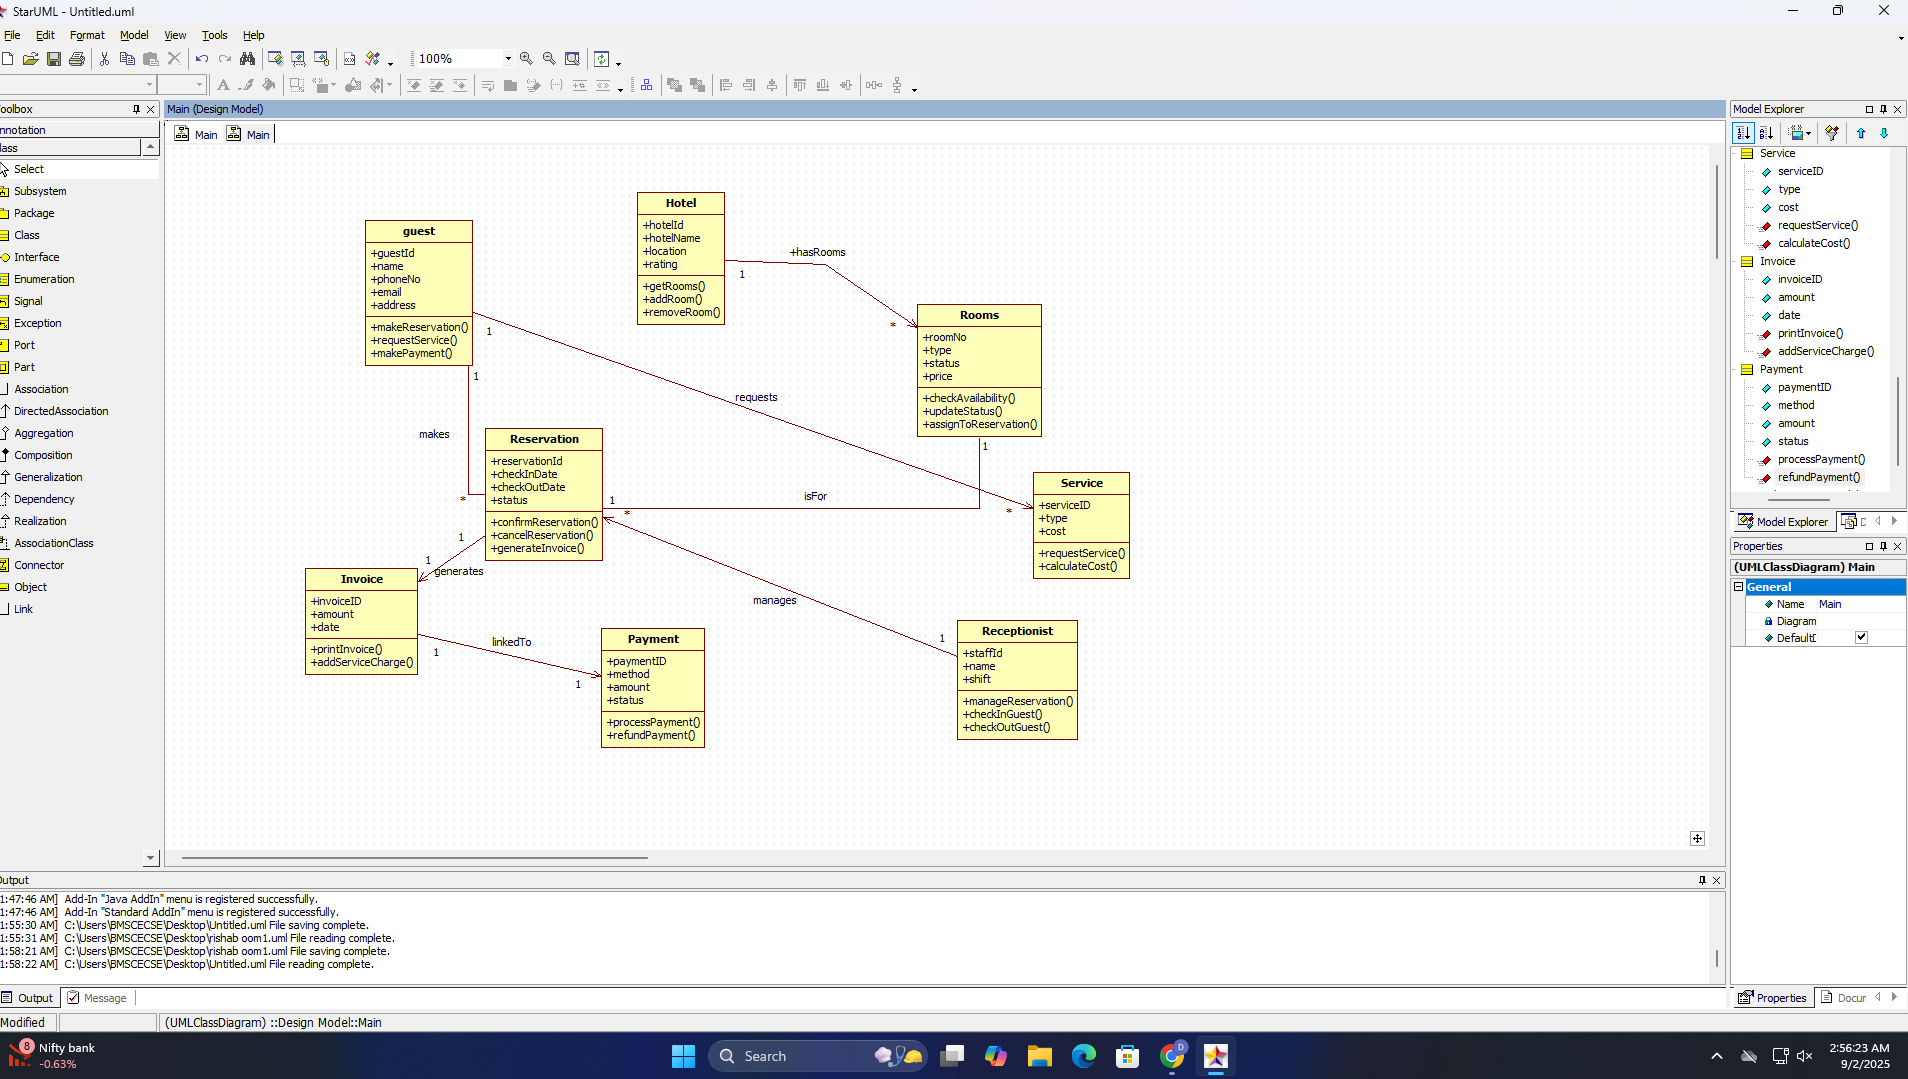 StarUML - Untitled.uml
File Edit Format Model View Tools Help
100%
oolbox
nnotation
lass
Select
Subsystem
Package
Class
Interface
Enumeration
Signal
Exception
Port
Part
Association
DirectedAssociation
Aggregation
Composition
Generalization
Dependency
Realization
AssociationClass
Connector
Object
Link
Main (Design Model)
Main Main
guest
+guestId
+name
+phoneNo
+email
+address
+makeReservation()
+requestService()
+makePayment()
Hotel
+hotelId
+hotelName
+location
+rating
+getRooms()
+addRoom()
+removeRoom()
+hasRooms
1
*
Rooms
+roomNo
+type
+status
+price
+checkAvailability()
+updateStatus()
+assignToReservation()
1
requests
*
1
makes
*
Reservation
+reservationId
+checkInDate
+checkOutDate
+status
+confirmReservation()
+cancelReservation()
+generateInvoice()
1
isFor
1
*
Service
+serviceID
+type
+cost
+requestService()
+calculateCost()
1
1
generates
Invoice
+invoiceID
+amount
+date
+printInvoice()
+addServiceCharge()
linkedTo
1
1
Payment
+paymentID
+method
+amount
+status
+processPayment()
+refundPayment()
manages
1
Receptionist
+staffId
+name
+shift
+manageReservation()
+checkInGuest()
+checkOutGuest()
Model Explorer
Service
serviceID
type
cost
requestService()
calculateCost()
Invoice
invoiceID
amount
date
printInvoice()
addServiceCharge()
Payment
paymentID
method
amount
status
processPayment()
refundPayment()
Model Explorer D
Properties
(UMLClassDiagram) Main
General
Name Main
Diagram
DefaultD
Properties Docur
utput
1:47:46 AM] Add-In "Java AddIn" menu is registered successfully.
1:47:46 AM] Add-In "Standard AddIn" menu is registered successfully.
1:55:30 AM] C:\Users\BMSCECSE\Desktop\Untitled.uml File saving complete.
1:55:31 AM] C:\Users\BMSCECSE\Desktop\rishab oom1.uml File reading complete.
1:58:21 AM] C:\Users\BMSCECSE\Desktop\rishab oom1.uml File saving complete.
1:58:22 AM] C:\Users\BMSCECSE\Desktop\Untitled.uml File reading complete.
Output Message
Modified (UMLClassDiagram) ::Design Model::Main
8 Nifty bank
-0.63%
Search
D
2:56:23 AM
9/2/2025